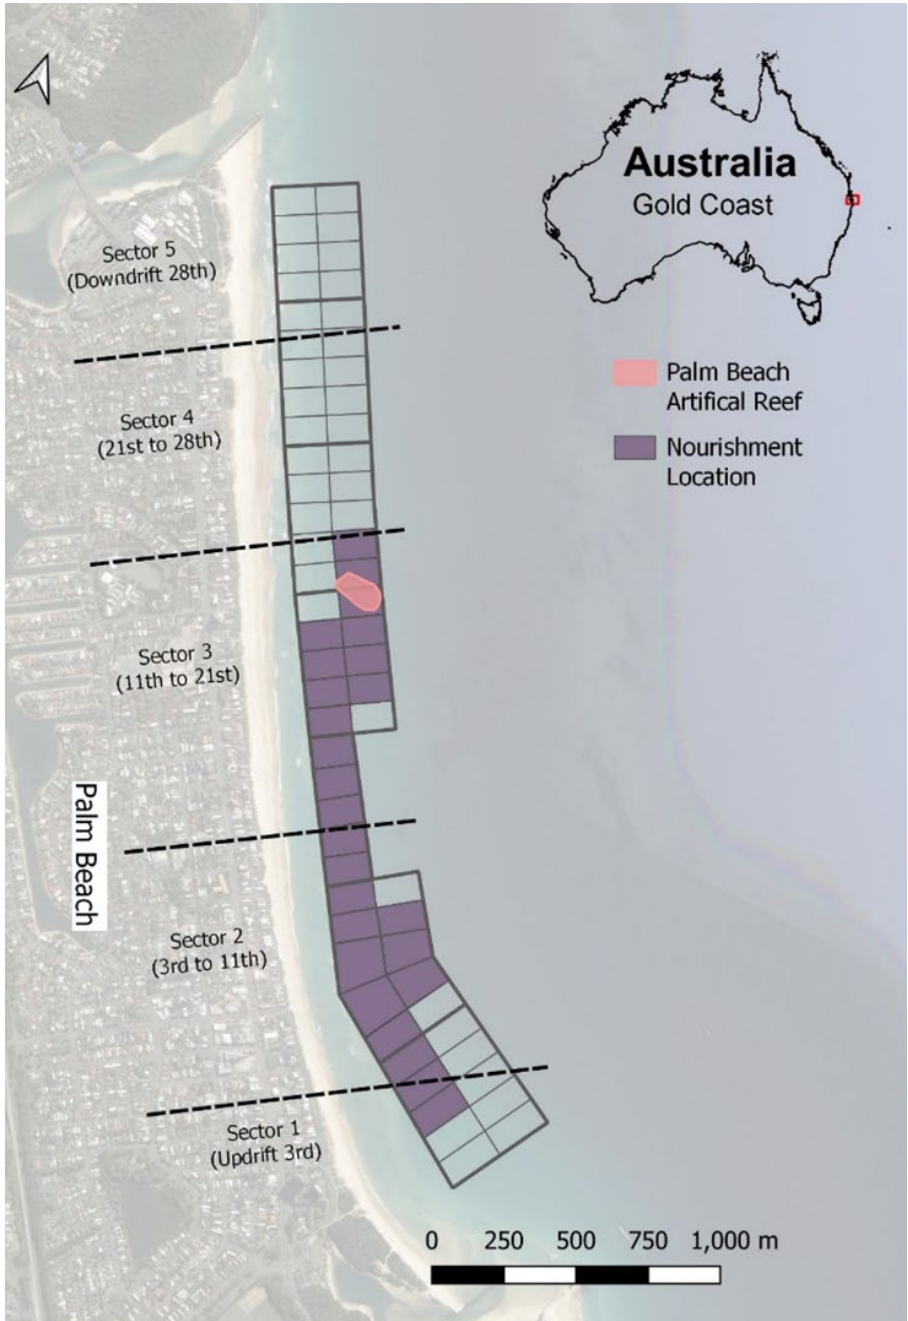 Australia
Gold Coast
Sector 5
(Downdrift 28th)
Palm Beach
Artifical Reef
Sector 4
(21st to 28th)
Nourishment
Location
Sector 3
(11th to 21st)
Palm Beach
Sector 2
(3rd to 11th)
Sector 1
(Updrift 3rd)
0 250 500 750 1,000 m